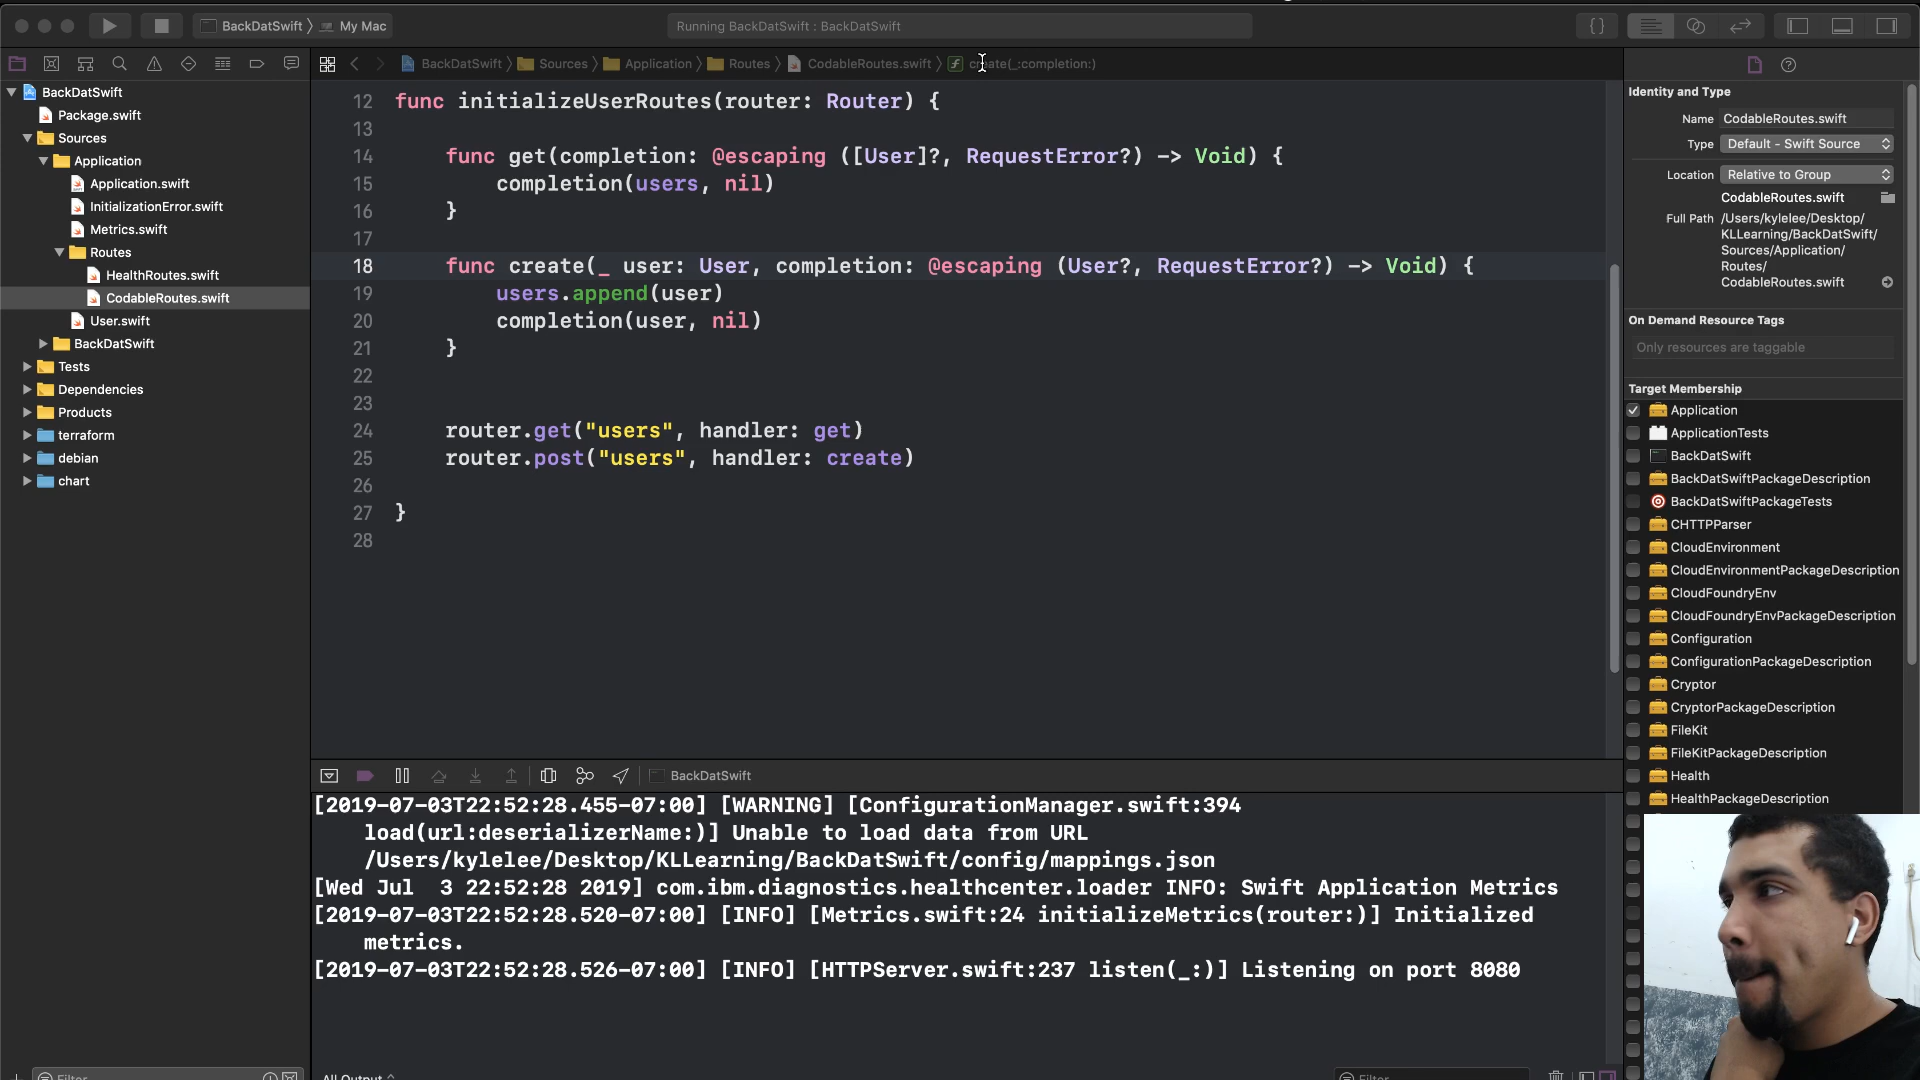 BackDatSwift
My Mac
Running BackDatSwift : BackDatSwift
BackDatSwift
Sources
Application
Routes
CodableRoutes.swift
create(_:completion:)
BackDatSwift
Package.swift
Sources
Application
Application.swift
InitializationError.swift
Metrics.swift
Routes
HealthRoutes.swift
CodableRoutes.swift
User.swift
BackDatSwift
Tests
Dependencies
Products
terraform
debian
chart
12 func initializeUserRoutes(router: Router) {
13
14 func get(completion: @escaping ([User]?, RequestError?) -> Void) {
15 completion(users, nil)
16 }
17
18 func create(_ user: User, completion: @escaping (User?, RequestError?) -> Void) {
19 users.append(user)
20 completion(user, nil)
21 }
22
23
24 router.get("users", handler: get)
25 router.post("users", handler: create)
26
27 }
28
BackDatSwift
[2019-07-03T22:52:28.455-07:00] [WARNING] [ConfigurationManager.swift:394
load(url:deserializerName:)] Unable to load data from URL
/Users/kylelee/Desktop/KLLearning/BackDatSwift/config/mappings.json
[Wed Jul  3 22:52:28 2019] com.ibm.diagnostics.healthcenter.loader INFO: Swift Application Metrics
[2019-07-03T22:52:28.520-07:00] [INFO] [Metrics.swift:24 initializeMetrics(router:)] Initialized
metrics.
[2019-07-03T22:52:28.526-07:00] [INFO] [HTTPServer.swift:237 listen(_:)] Listening on port 8080
Filter
All Output
Filter
Identity and Type
Name CodableRoutes.swift
Type Default - Swift Source
Location Relative to Group
CodableRoutes.swift
Full Path /Users/kylelee/Desktop/
KLLearning/BackDatSwift/
Sources/Application/
Routes/
CodableRoutes.swift
On Demand Resource Tags
Only resources are taggable
Target Membership
Application
ApplicationTests
BackDatSwift
BackDatSwiftPackageDescription
BackDatSwiftPackageTests
CHTTPParser
CloudEnvironment
CloudEnvironmentPackageDescription
CloudFoundryEnv
CloudFoundryEnvPackageDescription
Configuration
ConfigurationPackageDescription
Cryptor
CryptorPackageDescription
FileKit
FileKitPackageDescription
Health
HealthPackageDescription